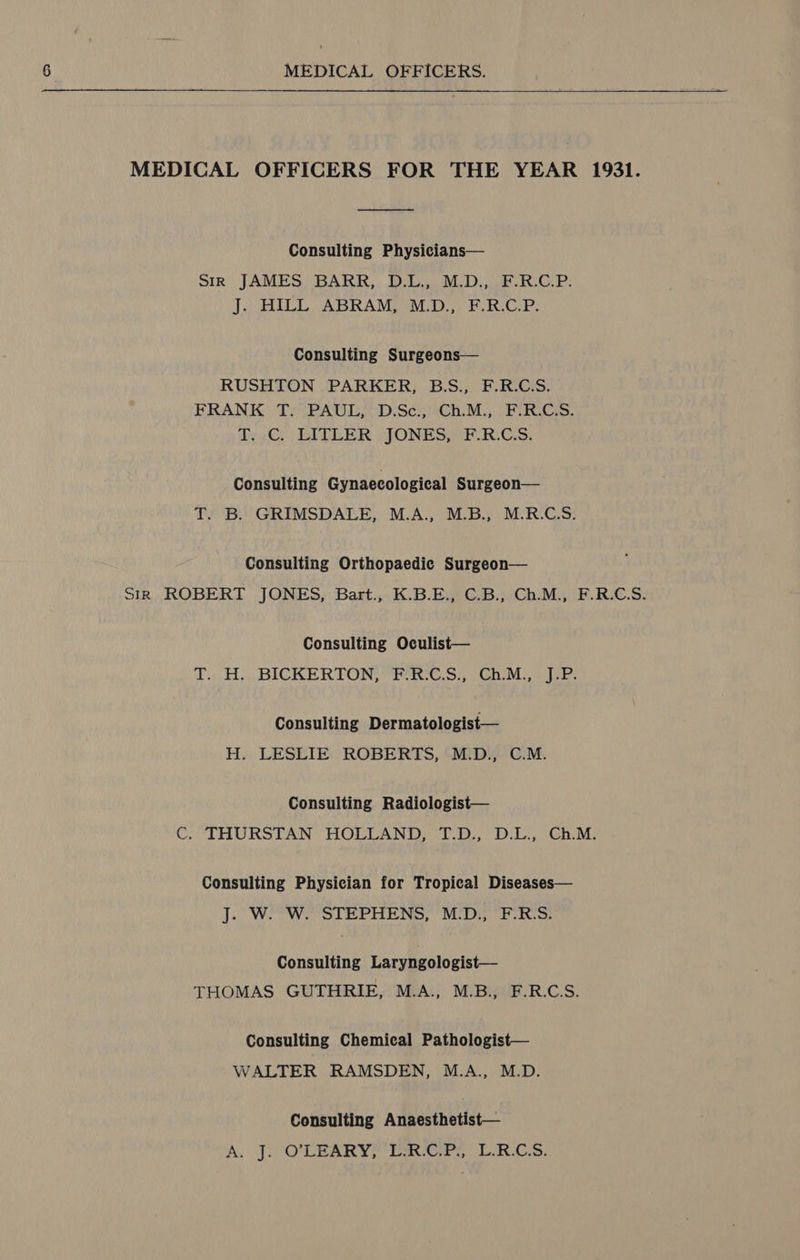 6 MEDICAL OFFICERS.
MEDICAL OFFICERS FOR THE YEAR 1931.
Consulting Physicians—
SIR JAMES BARR, D.L., M.D., F.R.C.P.
J. HILL ABRAM, M.D., F.R.C.P.
Consulting Surgeons—
RUSHTON PARKER, B.S., F.R.C.S.
FRANK T. PAUL, D.Sc., Ch.M., F.R.C.S.
T. C. LITLER JONES, F.R.C.S.
Consulting Gynaecological Surgeon—
T. B. GRIMSDALE, M.A., M.B., M.R.C.S.
Consulting Orthopaedic Surgeon—
SIR ROBERT JONES, Bart., K.B.E., C.B., Ch.M., F.R.C.S.
Consulting Oculist—
T. H. BICKERTON, F.R.C.S., Ch.M., J.P.
Consulting Dermatologist—
H. LESLIE ROBERTS, M.D., C.M.
Consulting Radiologist—
C. THURSTAN HOLLAND, T.D., D.L., Ch.M.
Consulting Physician for Tropical Diseases—
J. W. W. STEPHENS, M.D., F.R.S.
Consulting Laryngologist—
THOMAS GUTHRIE, M.A., M.B., F.R.C.S.
Consulting Chemical Pathologist—
WALTER RAMSDEN, M.A., M.D.
Consulting Anaesthetist—
A. J. O'LEARY, L.R.C.P., L.R.C.S.